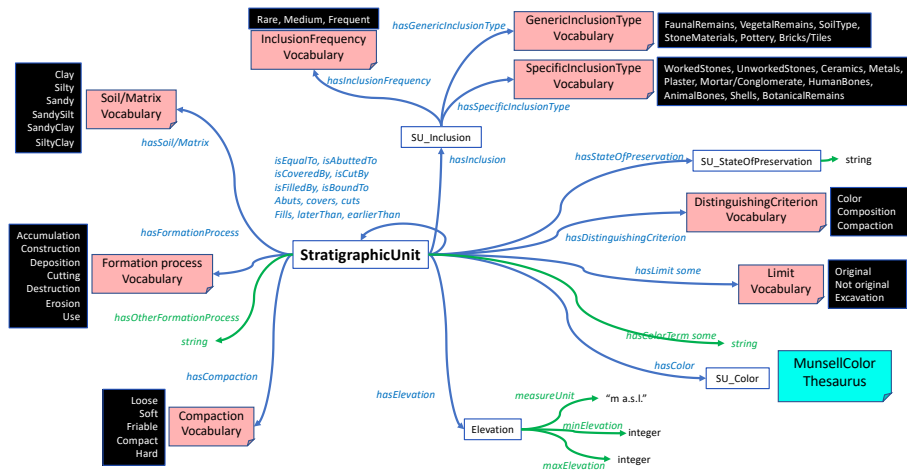 Rare, Medium, Frequent
InclusionFrequency
Vocabulary
hasGenericInclusionType
GenericInclusionType
Vocabulary
FaunalRemains, VegetalRemains, SoilType,
StoneMaterials, Pottery, Bricks/Tiles
hasInclusionFrequency
SpecificInclusionType
Vocabulary
WorkedStones, UnworkedStones, Ceramics, Metals,
Plaster, Mortar/Conglomerate, HumanBones,
AnimalBones, Shells, BotanicalRemains
hasSpecificInclusionType
Clay
Silty
Sandy
SandySilt
SandyClay
SiltyClay
Soil/Matrix
Vocabulary
hasSoil/Matrix
SU_Inclusion
hasInclusion
isEqualTo, isAbuttedTo
isCoveredBy, isCutBy
isFilledBy, isBoundTo
Abuts, covers, cuts
Fills, laterThan, earlierThan
hasStateOfPreservation
SU_StateOfPreservation
string
DistinguishingCriterion
Vocabulary
Color
Composition
Compaction
hasDistinguishingCriterion
StratigraphicUnit
hasFormationProcess
Accumulation
Construction
Deposition
Cutting
Destruction
Erosion
Use
Formation process
Vocabulary
hasLimit some
Limit
Vocabulary
Original
Not original
Excavation
hasOtherFormationProcess
string
hasColorTerm some
string
hasColor
SU_Color
MunsellColor
Thesaurus
hasCompaction
Loose
Soft
Friable
Compact
Hard
Compaction
Vocabulary
hasElevation
Elevation
measureUnit
"m a.s.l."
minElevation
integer
maxElevation
integer